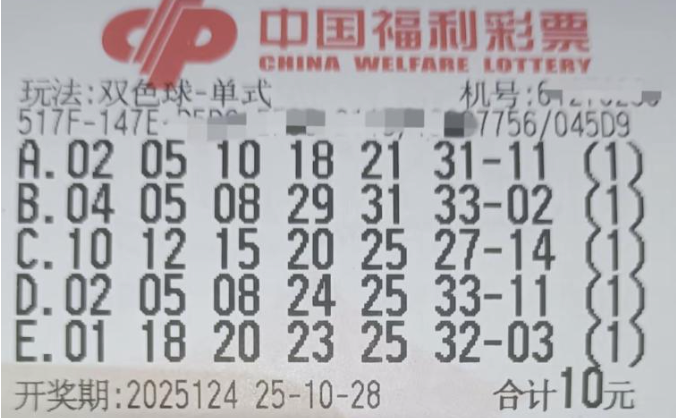 中国福利彩票
CHINA WELFARE LOTTERY
玩法:双色球-单式 机号:6
517F-147E- 7756/045D9
A.02 05 10 18 21 31-11 (1)
B.04 05 08 29 31 33-02 (1)
C.10 12 15 20 25 27-14 (1)
D.02 05 08 24 25 33-11 (1)
E.01 18 20 23 25 32-03 (1)
开奖期:2025124 25-10-28 合计10元